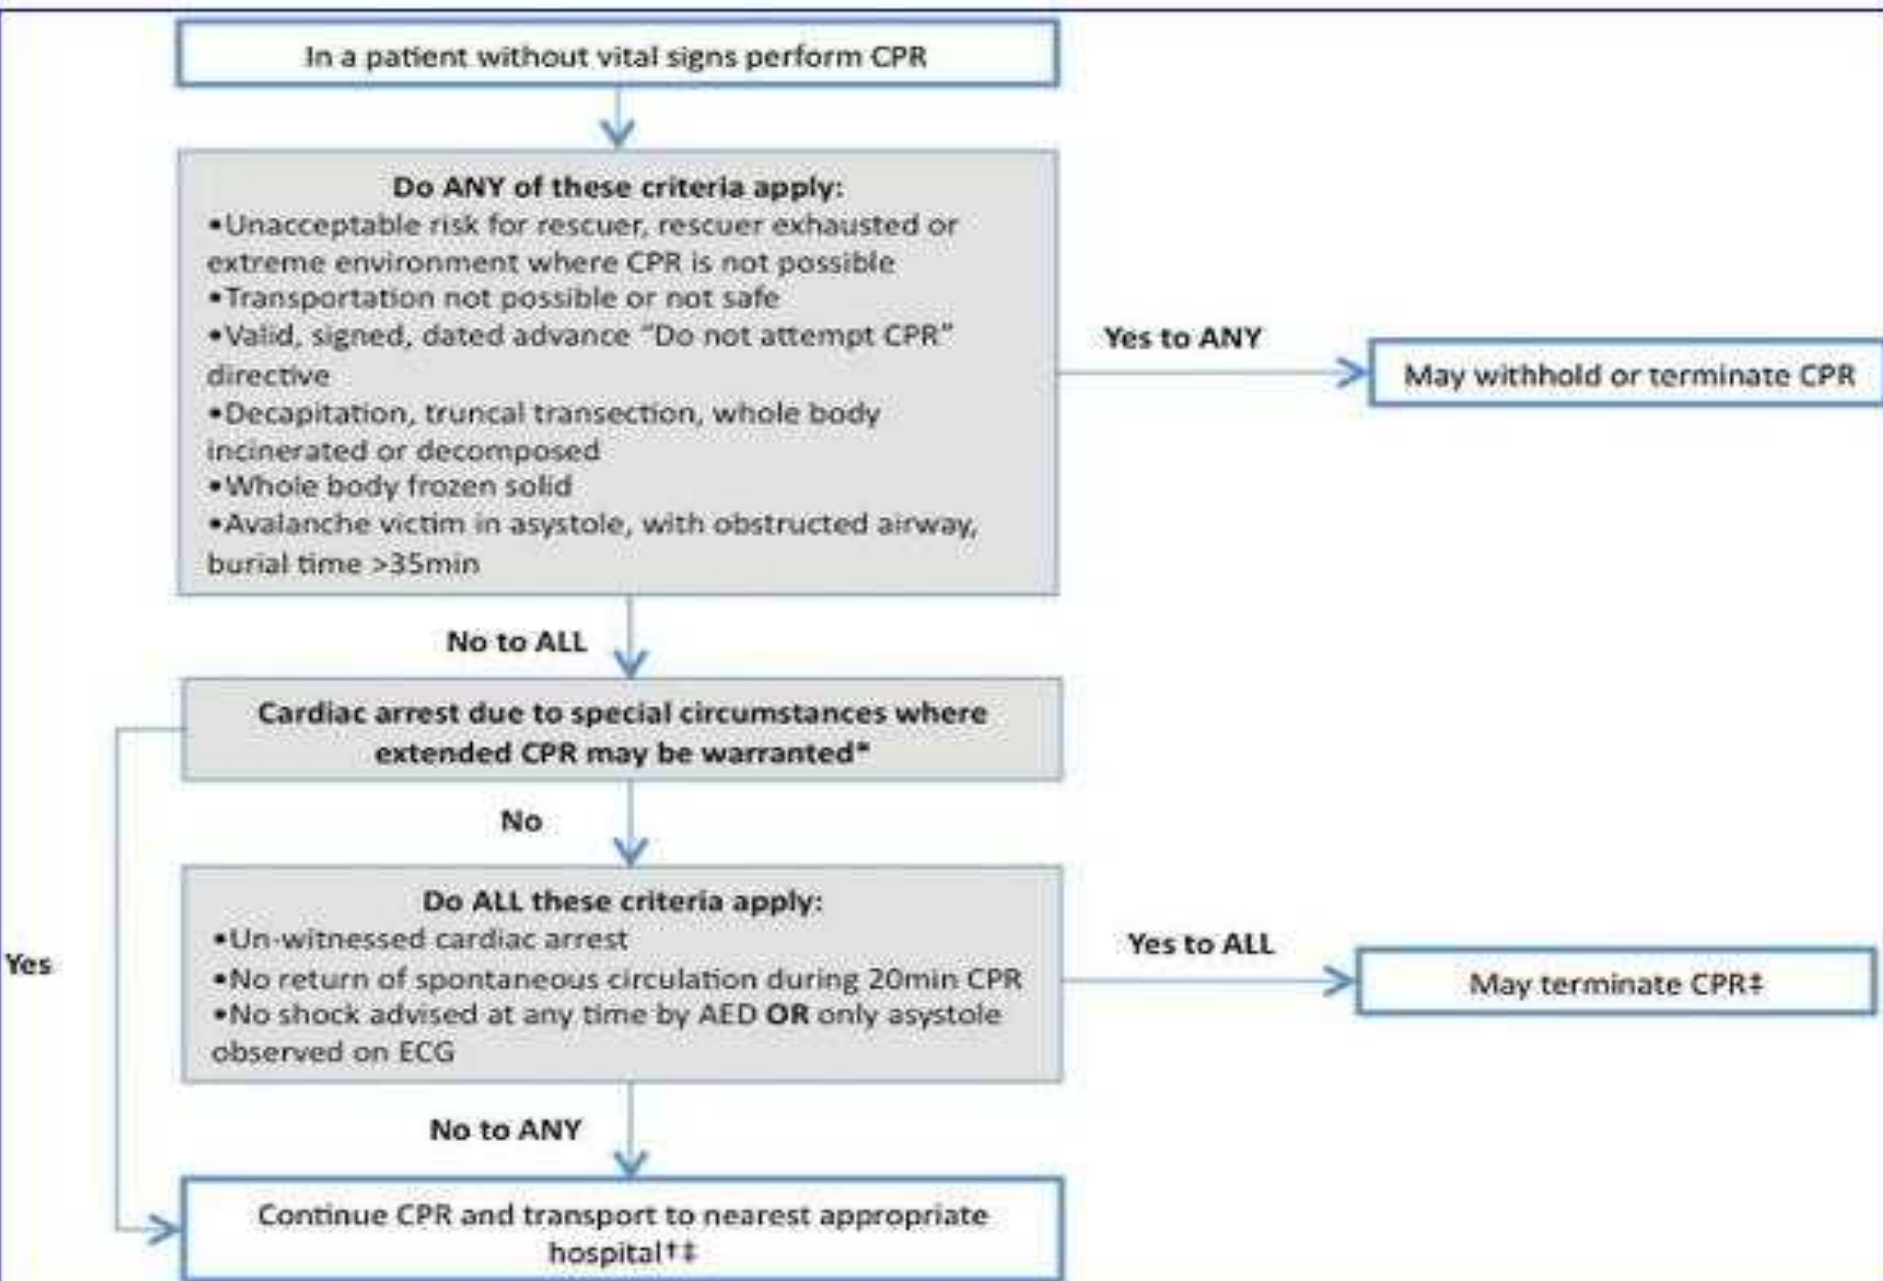 In a patient without vital signs perform CPR
Do ANY of these criteria apply:
•Unacceptable risk for rescuer, rescuer exhausted or
extreme environment where CPR is not possible
•Transportation not possible or not safe
•Valid, signed, dated advance “Do not attempt CPR”
directive
•Decapitation, truncal transection, whole body
incinerated or decomposed
•Whole body frozen solid
•Avalanche victim in asystole, with obstructed airway,
burial time >35min
Yes to ANY
May withhold or terminate CPR
No to ALL
Cardiac arrest due to special circumstances where
extended CPR may be warranted*
No
Yes
Do ALL these criteria apply:
•Un-witnessed cardiac arrest
•No return of spontaneous circulation during 20min CPR
•No shock advised at any time by AED OR only asystole
observed on ECG
Yes to ALL
May terminate CPR‡
No to ANY
Continue CPR and transport to nearest appropriate
hospital†‡